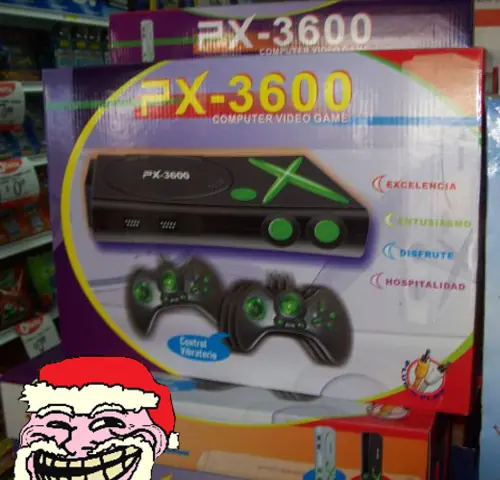 PX-3600
COMPUTER VIDEO GAME
PX-3600
COMPUTER VIDEO GAME
PX-3600
EXCELENCIA
ENTUSIASMO
DISFRUTE
HOSPITALIDAD
Control
Vibratorio